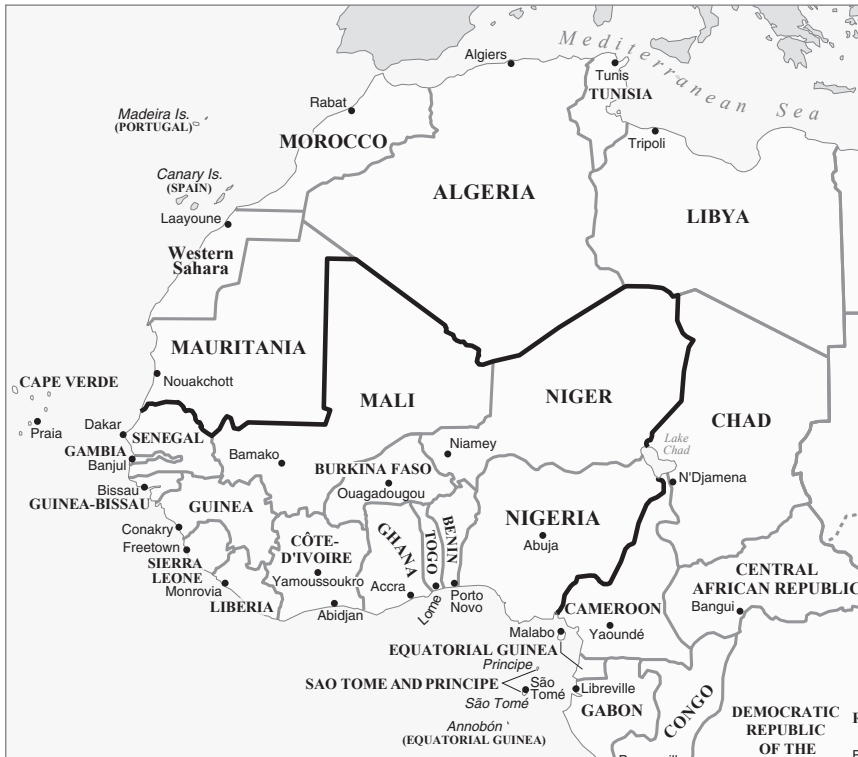 Mediterranean Sea
Algiers
Tunis
TUNISIA
Rabat
Tripoli
Madeira Is.
(PORTUGAL)
MOROCCO
Canary Is.
(SPAIN)
ALGERIA
LIBYA
Laayoune
Western
Sahara
MAURITANIA
Nouakchott
CAPE VERDE
MALI
NIGER
CHAD
Praia
Dakar
SENEGAL
GAMBIA
Banjul
Bamako
Niamey
Lake
Chad
BURKINA FASO
Ouagadougou
N'Djamena
Bissau
GUINEA-BISSAU
GUINEA
NIGERIA
Abuja
Conakry
Freetown
SIERRA
LEONE
Monrovia
LIBERIA
CÔTE-
D'IVOIRE
Yamoussoukro
Abidjan
GHANA
Accra
TOGO
Lome
BENIN
Porto
Novo
CENTRAL
AFRICAN REPUBLIC
Bangui
CAMEROON
Yaoundé
Malabo
EQUATORIAL GUINEA
Principe
SAO TOME AND PRINCIPE
São
Tomé
São Tomé
Libreville
GABON
CONGO
Annobón
(EQUATORIAL GUINEA)
DEMOCRATIC
REPUBLIC
OF THE